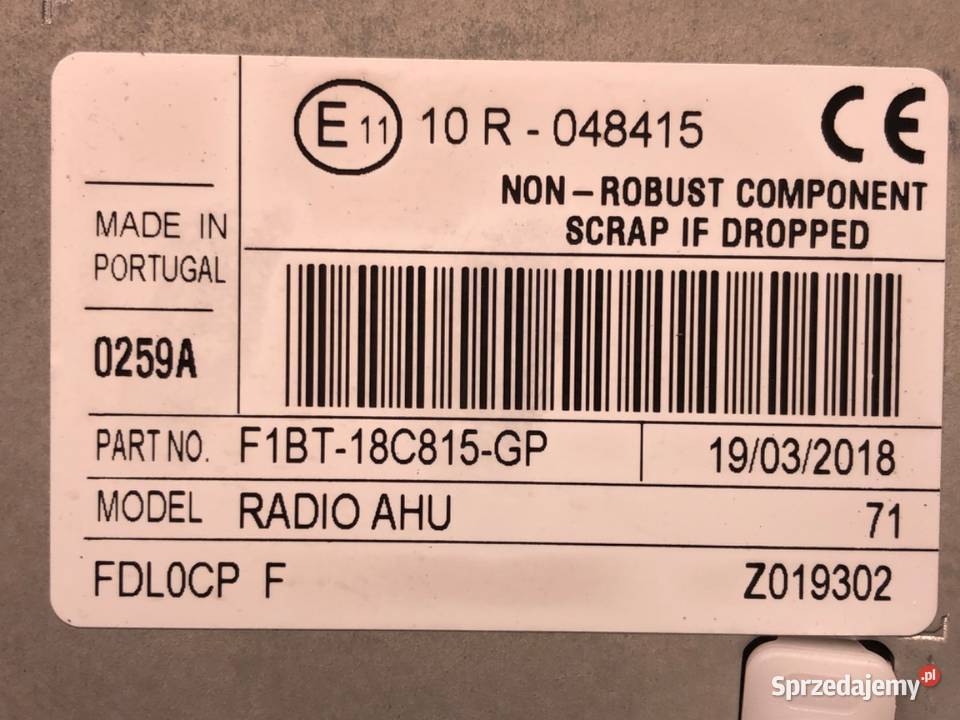 E 11 10 R - 048415 CE
NON - ROBUST COMPONENT
SCRAP IF DROPPED
MADE IN
PORTUGAL
0259A
PART NO. F1BT-18C815-GP 19/03/2018
MODEL RADIO AHU 71
FDL0CP F Z019302
Sprzedajemy.pl